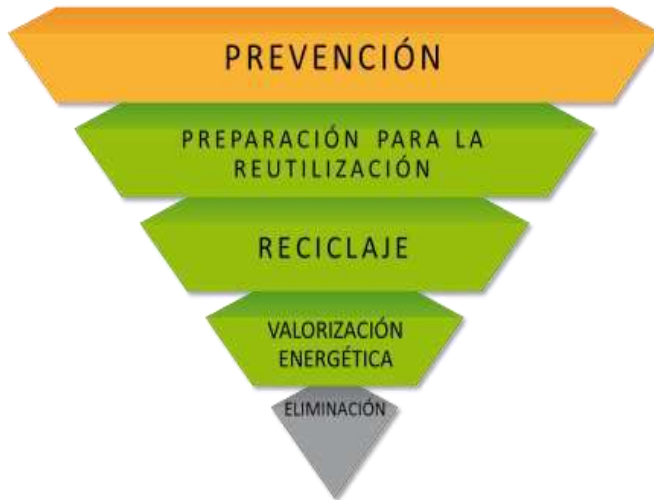 PREVENCIÓN
PREPARACIÓN PARA LA
REUTILIZACIÓN
RECICLAJE
VALORIZACIÓN
ENERGÉTICA
ELIMINACIÓN